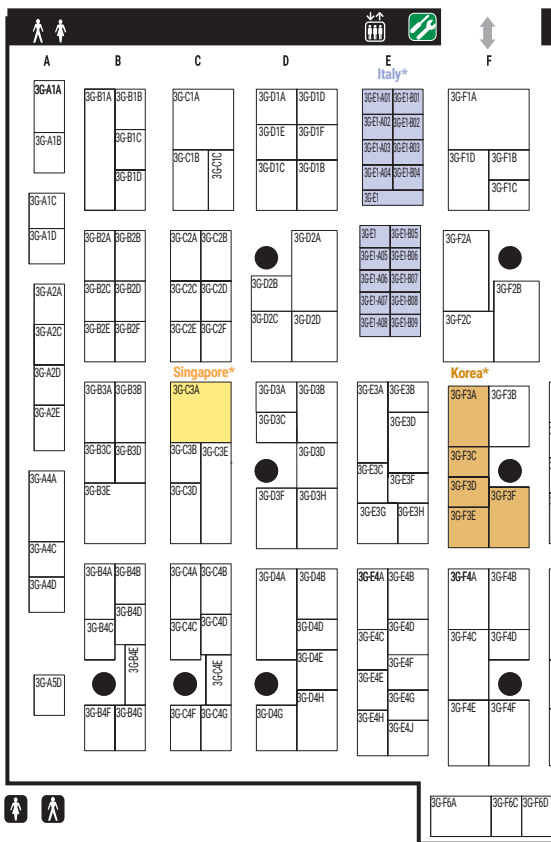 A B C D E F
Italy*
3G-A1A
3G-A1B
3G-A1C
3G-A1D
3G-A2A
3G-A2C
3G-A2D
3G-A2E
3G-A4A
3G-A4C
3G-A4D
3G-A5D
3G-B1A 3G-B1B
3G-B1C
3G-B1D
3G-B2A 3G-B2B
3G-B2C 3G-B2D
3G-B2E 3G-B2F
3G-B3A 3G-B3B
3G-B3C 3G-B3D
3G-B3E
3G-B4A 3G-B4B
3G-B4D
3G-B4C
3G-B4E
3G-B4F 3G-B4G
3G-C1A
3G-C1B 3G-C1C
3G-C2A 3G-C2B
3G-C2C 3G-C2D
3G-C2E 3G-C2F
Singapore*
3G-C3A
3G-C3B 3G-C3E
3G-C3D
3G-C4A 3G-C4B
3G-C4C 3G-C4D
3G-C4E
3G-C4F 3G-C4G
3G-D1A 3G-D1D
3G-D1E 3G-D1F
3G-D1C 3G-D1B
3G-D2A
3G-D2B
3G-D2C 3G-D2D
3G-D3A 3G-D3B
3G-D3C
3G-D3D
3G-D3F 3G-D3H
3G-D4A 3G-D4B
3G-D4D
3G-D4E
3G-D4H
3G-D4G
3G-E1-A01 3G-E1-B01
3G-E1-A02 3G-E1-B02
3G-E1-A03 3G-E1-B03
3G-E1-A04 3G-E1-B04
3G-E1
3G-E1 3G-E1-B05
3G-E1-A05 3G-E1-B06
3G-E1-A06 3G-E1-B07
3G-E1-A07 3G-E1-B08
3G-E1-A08 3G-E1-B09
3G-E3A 3G-E3B
3G-E3D
3G-E3C
3G-E3F
3G-E3G 3G-E3H
3G-E4A 3G-E4B
3G-E4C 3G-E4D
3G-E4F
3G-E4E
3G-E4G
3G-E4H
3G-E4J
3G-F1A
3G-F1D 3G-F1B
3G-F1C
3G-F2A
3G-F2B
3G-F2C
Korea*
3G-F3A 3G-F3B
3G-F3C
3G-F3D
3G-F3F
3G-F3E
3G-F4A 3G-F4B
3G-F4C 3G-F4D
3G-F4E 3G-F4F
3G-F6A 3G-F6C 3G-F6D